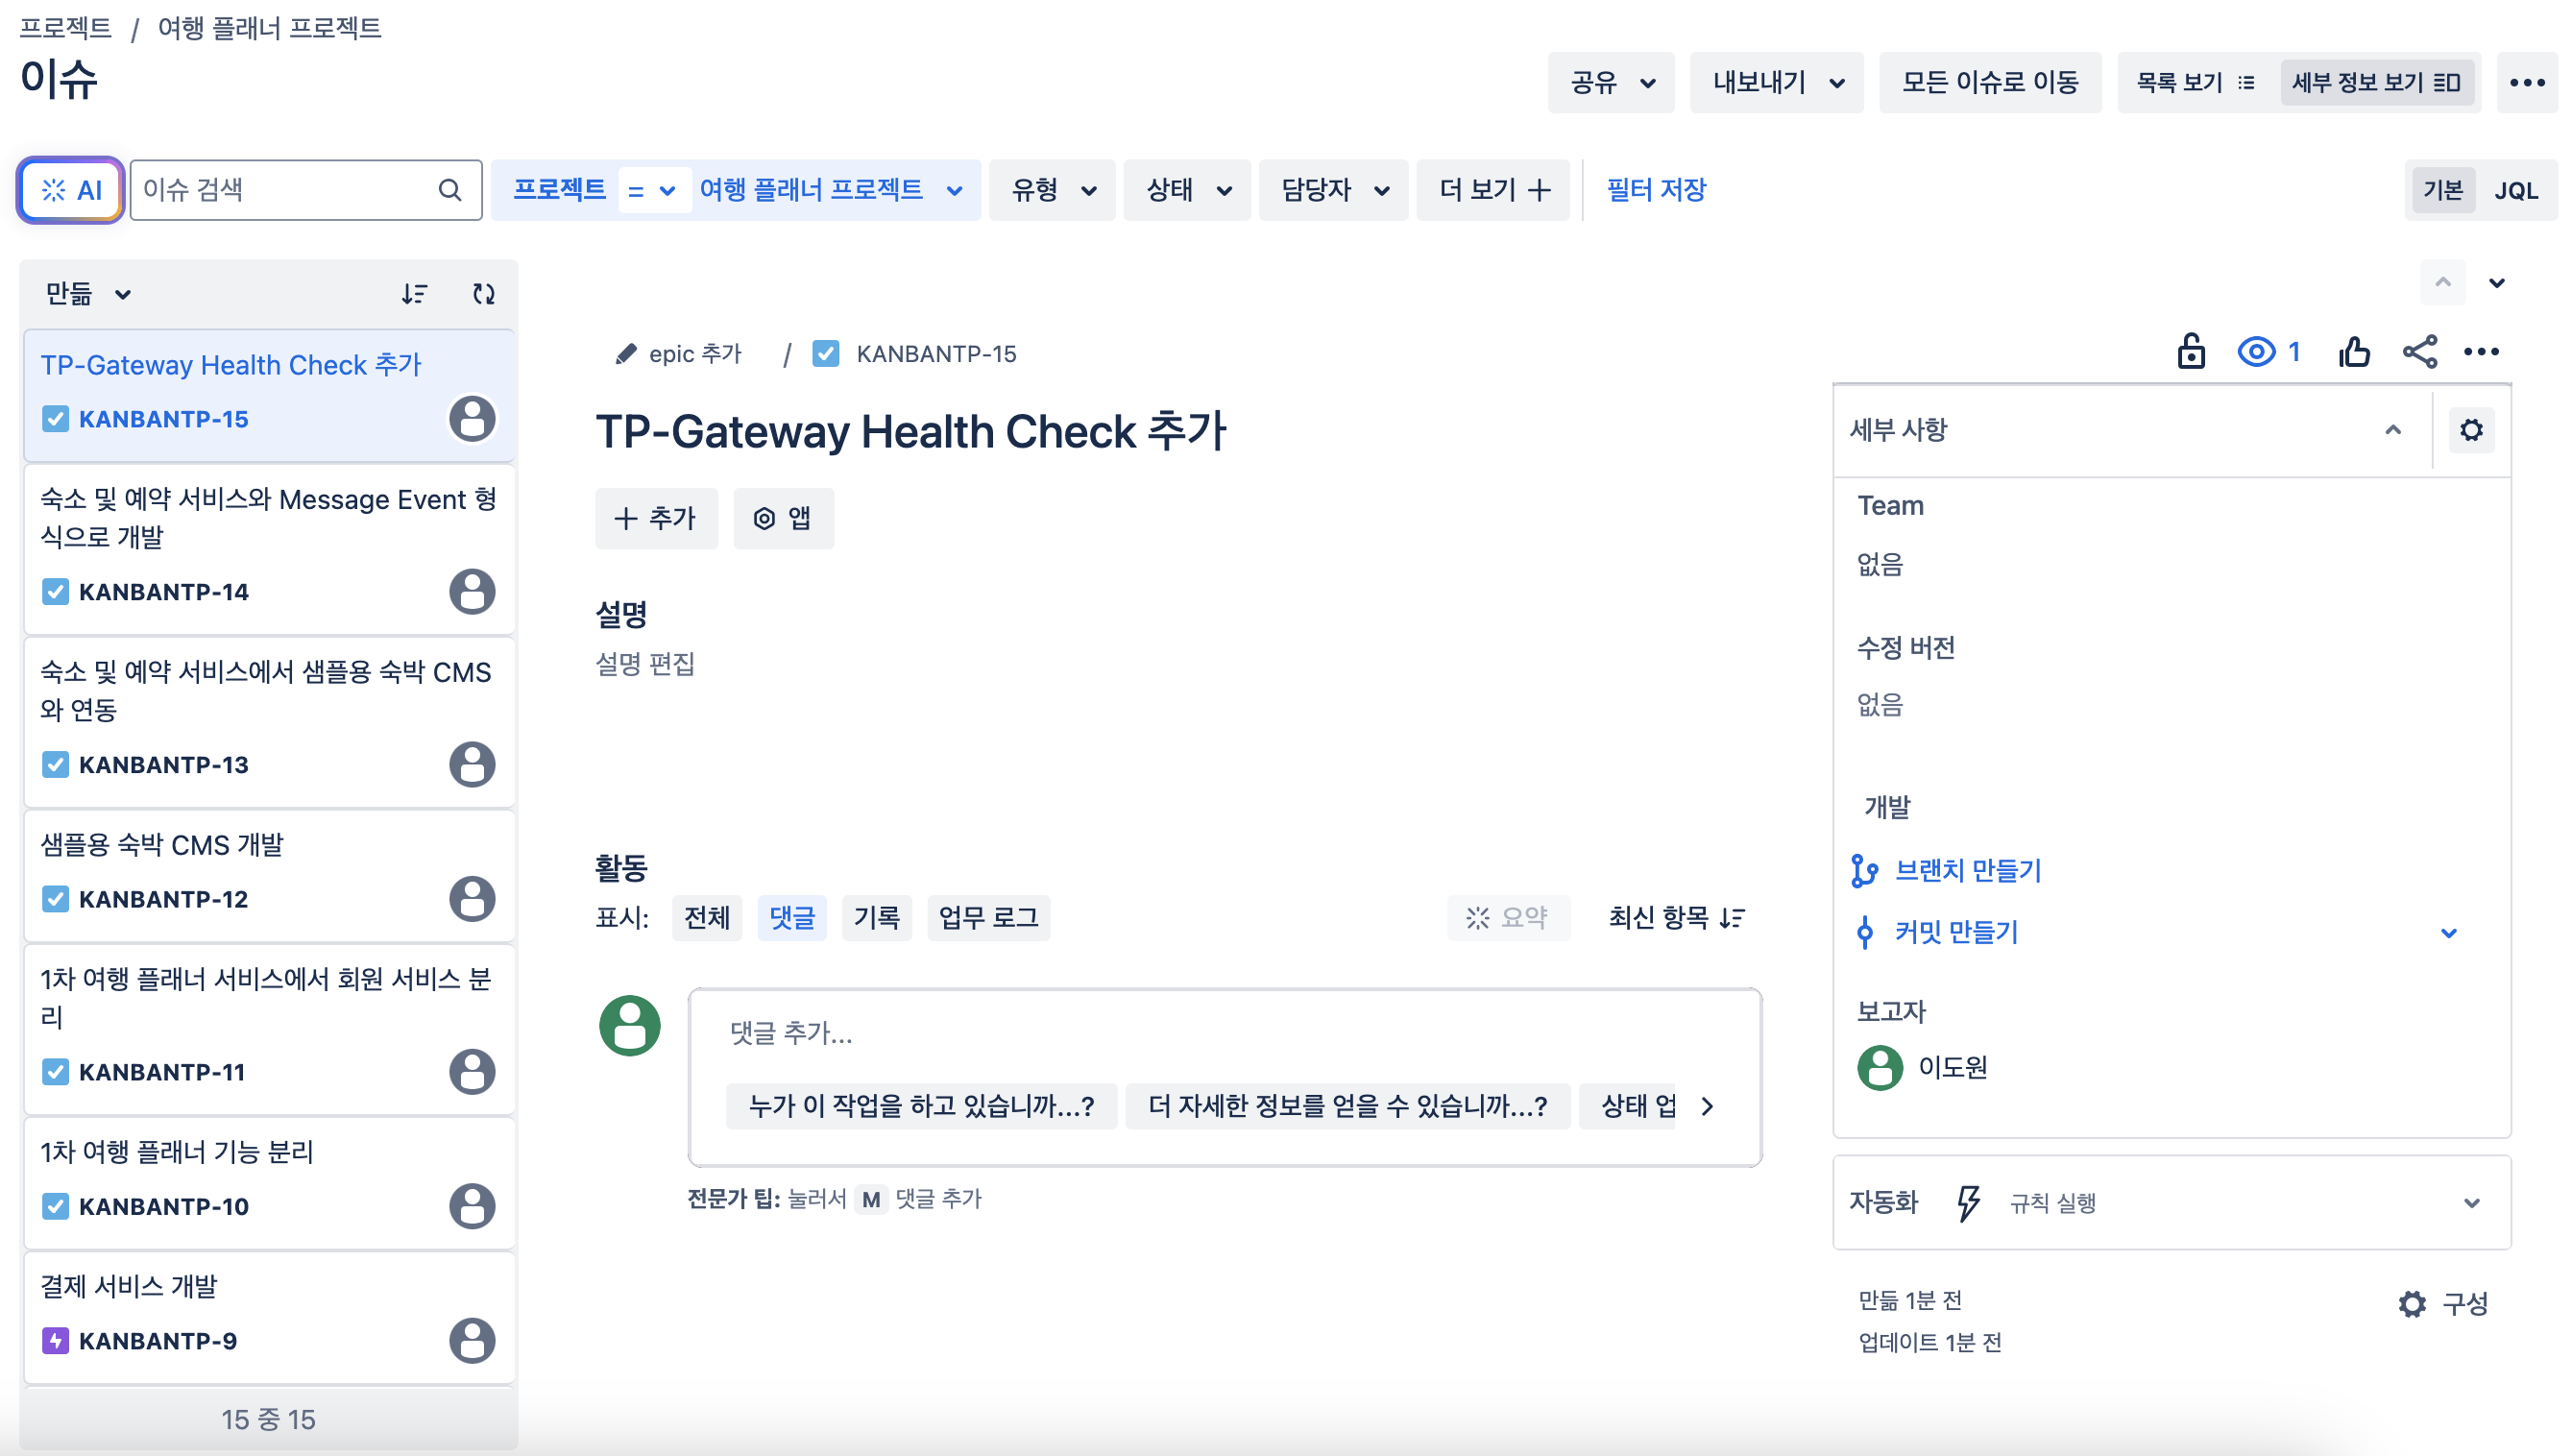 프로젝트 / 여행 플래너 프로젝트
이슈
공유
내보내기
모든 이슈로 이동
목록 보기
세부 정보 보기
AI
이슈 검색
프로젝트 = 여행 플래너 프로젝트
유형
상태
담당자
더 보기
필터 저장
기본
JQL
만듦
TP-Gateway Health Check 추가
KANBANTP-15
숙소 및 예약 서비스와 Message Event 형
식으로 개발
KANBANTP-14
숙소 및 예약 서비스에서 샘플용 숙박 CMS
와 연동
KANBANTP-13
샘플용 숙박 CMS 개발
KANBANTP-12
1차 여행 플래너 서비스에서 회원 서비스 분
리
KANBANTP-11
1차 여행 플래너 기능 분리
KANBANTP-10
결제 서비스 개발
KANBANTP-9
15 중 15
epic 추가 / KANBANTP-15
1
TP-Gateway Health Check 추가
추가
앱
설명
설명 편집
활동
표시: 전체 댓글 기록 업무 로그
요약
최신 항목
댓글 추가...
누가 이 작업을 하고 있습니까...?
더 자세한 정보를 얻을 수 있습니까...?
상태 업
전문가 팁: 눌러서 M 댓글 추가
세부 사항
Team
없음
수정 버전
없음
개발
브랜치 만들기
커밋 만들기
보고자
이도원
자동화
규칙 실행
만듦 1분 전
업데이트 1분 전
구성